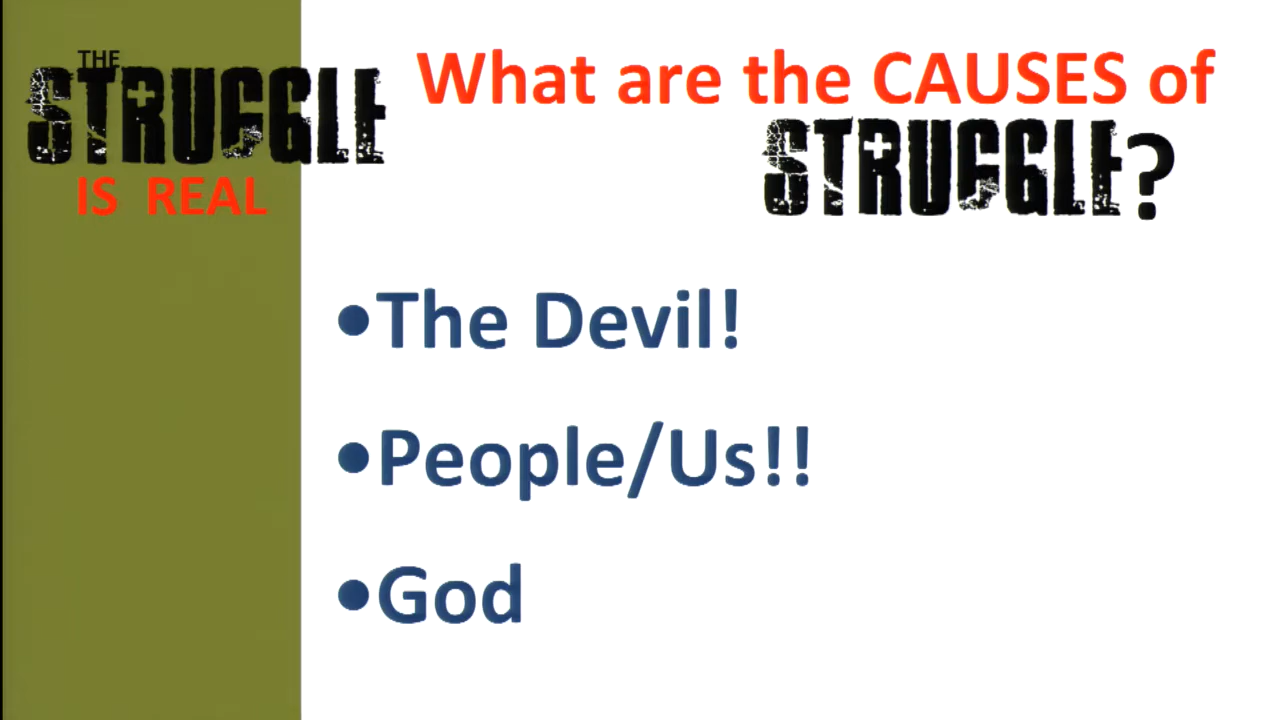 THE
STRUGGLE
IS REAL
What are the CAUSES of
STRUGGLE?
•The Devil!
•People/Us!!
•God